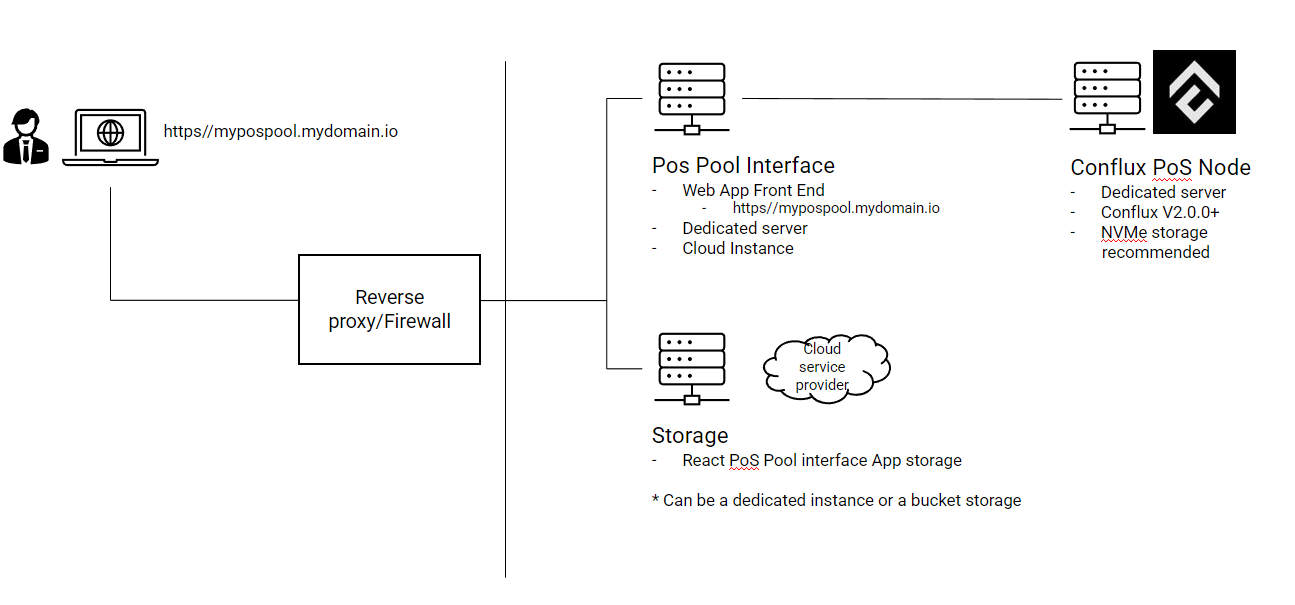 https//mypospool.mydomain.io
Reverse
proxy/Firewall
Pos Pool Interface
- Web App Front End
- https//mypospool.mydomain.io
- Dedicated server
- Cloud Instance
Conflux PoS Node
- Dedicated server
- Conflux V2.0.0+
- NVMe storage
recommended
Cloud
service
provider
Storage
- React PoS Pool interface App storage
* Can be a dedicated instance or a bucket storage